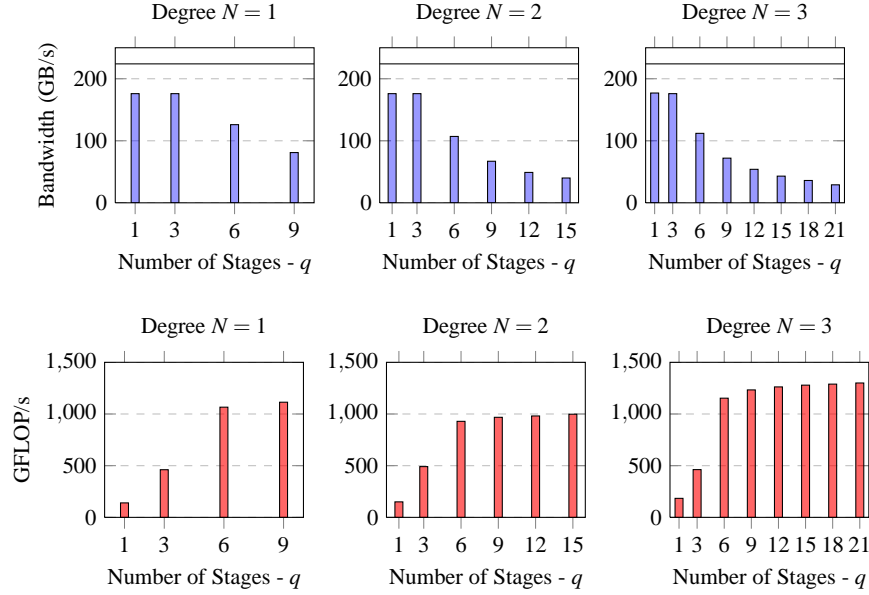 Degree N = 1
Degree N = 2
Degree N = 3
Bandwidth (GB/s)
200
100
0
1 3 6 9
200
100
0
1 3 6 9 12 15
200
100
0
1 3 6 9 12 15 18 21
Number of Stages - q
Number of Stages - q
Number of Stages - q
Degree N = 1
Degree N = 2
Degree N = 3
GFLOP/s
1,500
1,000
500
0
1 3 6 9
1,500
1,000
500
0
1 3 6 9 12 15
1,500
1,000
500
0
1 3 6 9 12 15 18 21
Number of Stages - q
Number of Stages - q
Number of Stages - q